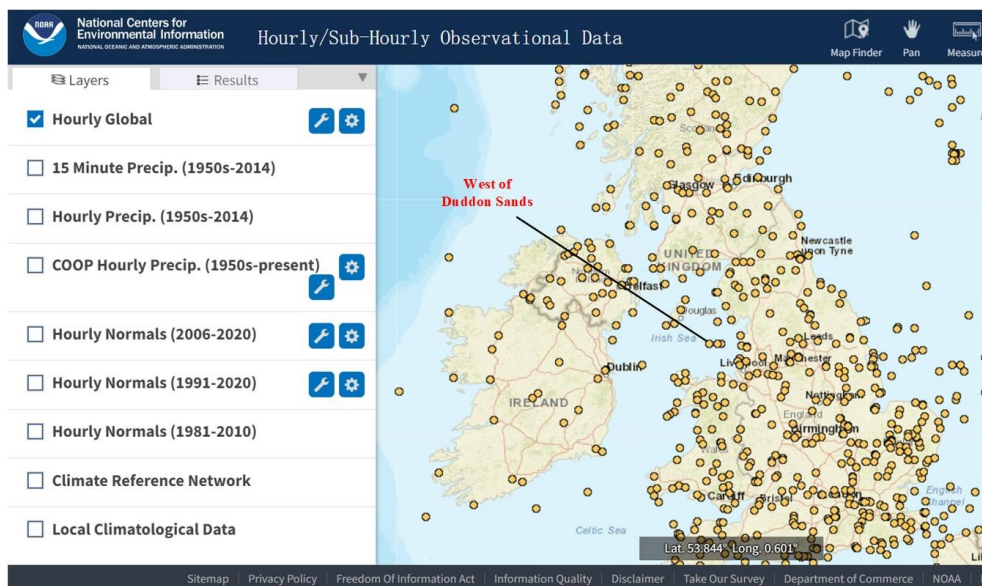 NOAA
National Centers for
Environmental Information
NATIONAL OCEANIC AND ATMOSPHERIC ADMINISTRATION
Hourly/Sub-Hourly Observational Data
Map Finder
Pan
Measure
Layers
Results
Hourly Global
15 Minute Precip. (1950s-2014)
Hourly Precip. (1950s-2014)
COOP Hourly Precip. (1950s-present)
Hourly Normals (2006-2020)
Hourly Normals (1991-2020)
Hourly Normals (1981-2010)
Climate Reference Network
Local Climatological Data
West of
Duddon Sands
Scotland
Glasgow
Edinburgh
Newcastle
upon Tyne
UNITED
KINGDOM
Belfast
Douglas
Irish Sea
Leeds
Liverpool
Manchester
Dublin
IRELAND
England
Birmingham
Wales
Cardiff
Bristol
English
Channel
Celtic Sea
Lat. 53.844° Long. 0.601°
Sitemap
Privacy Policy
Freedom Of Information Act
Information Quality
Disclaimer
Take Our Survey
Department of Commerce
NOAA